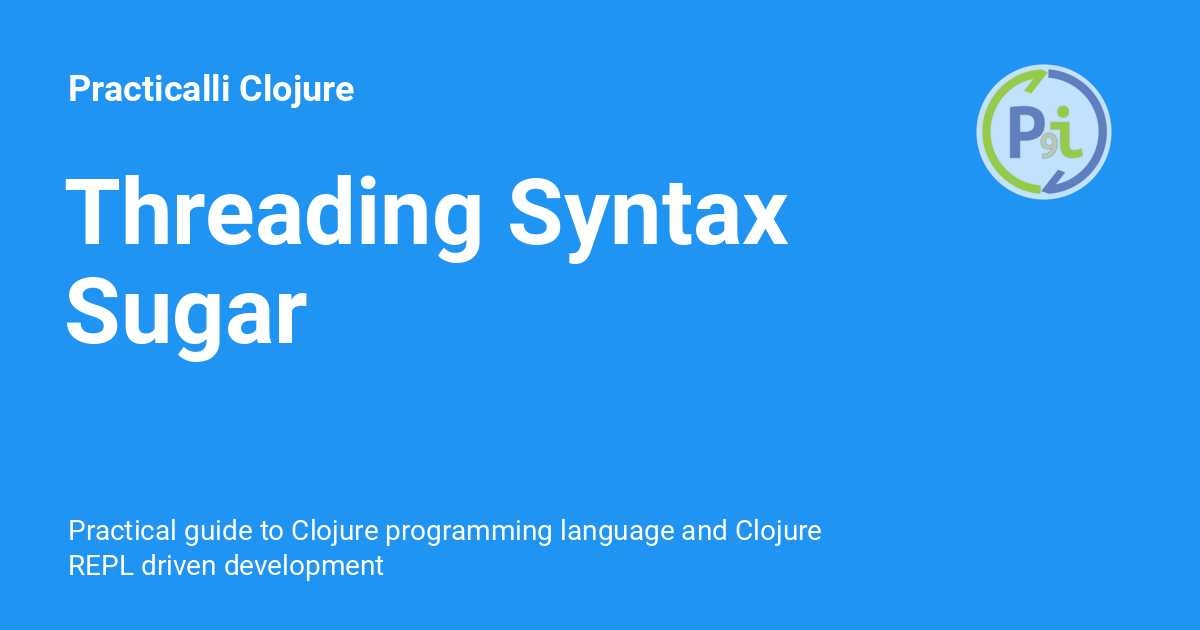 Practicalli Clojure
Threading Syntax
Sugar
Practical guide to Clojure programming language and Clojure
REPL driven development
P9i